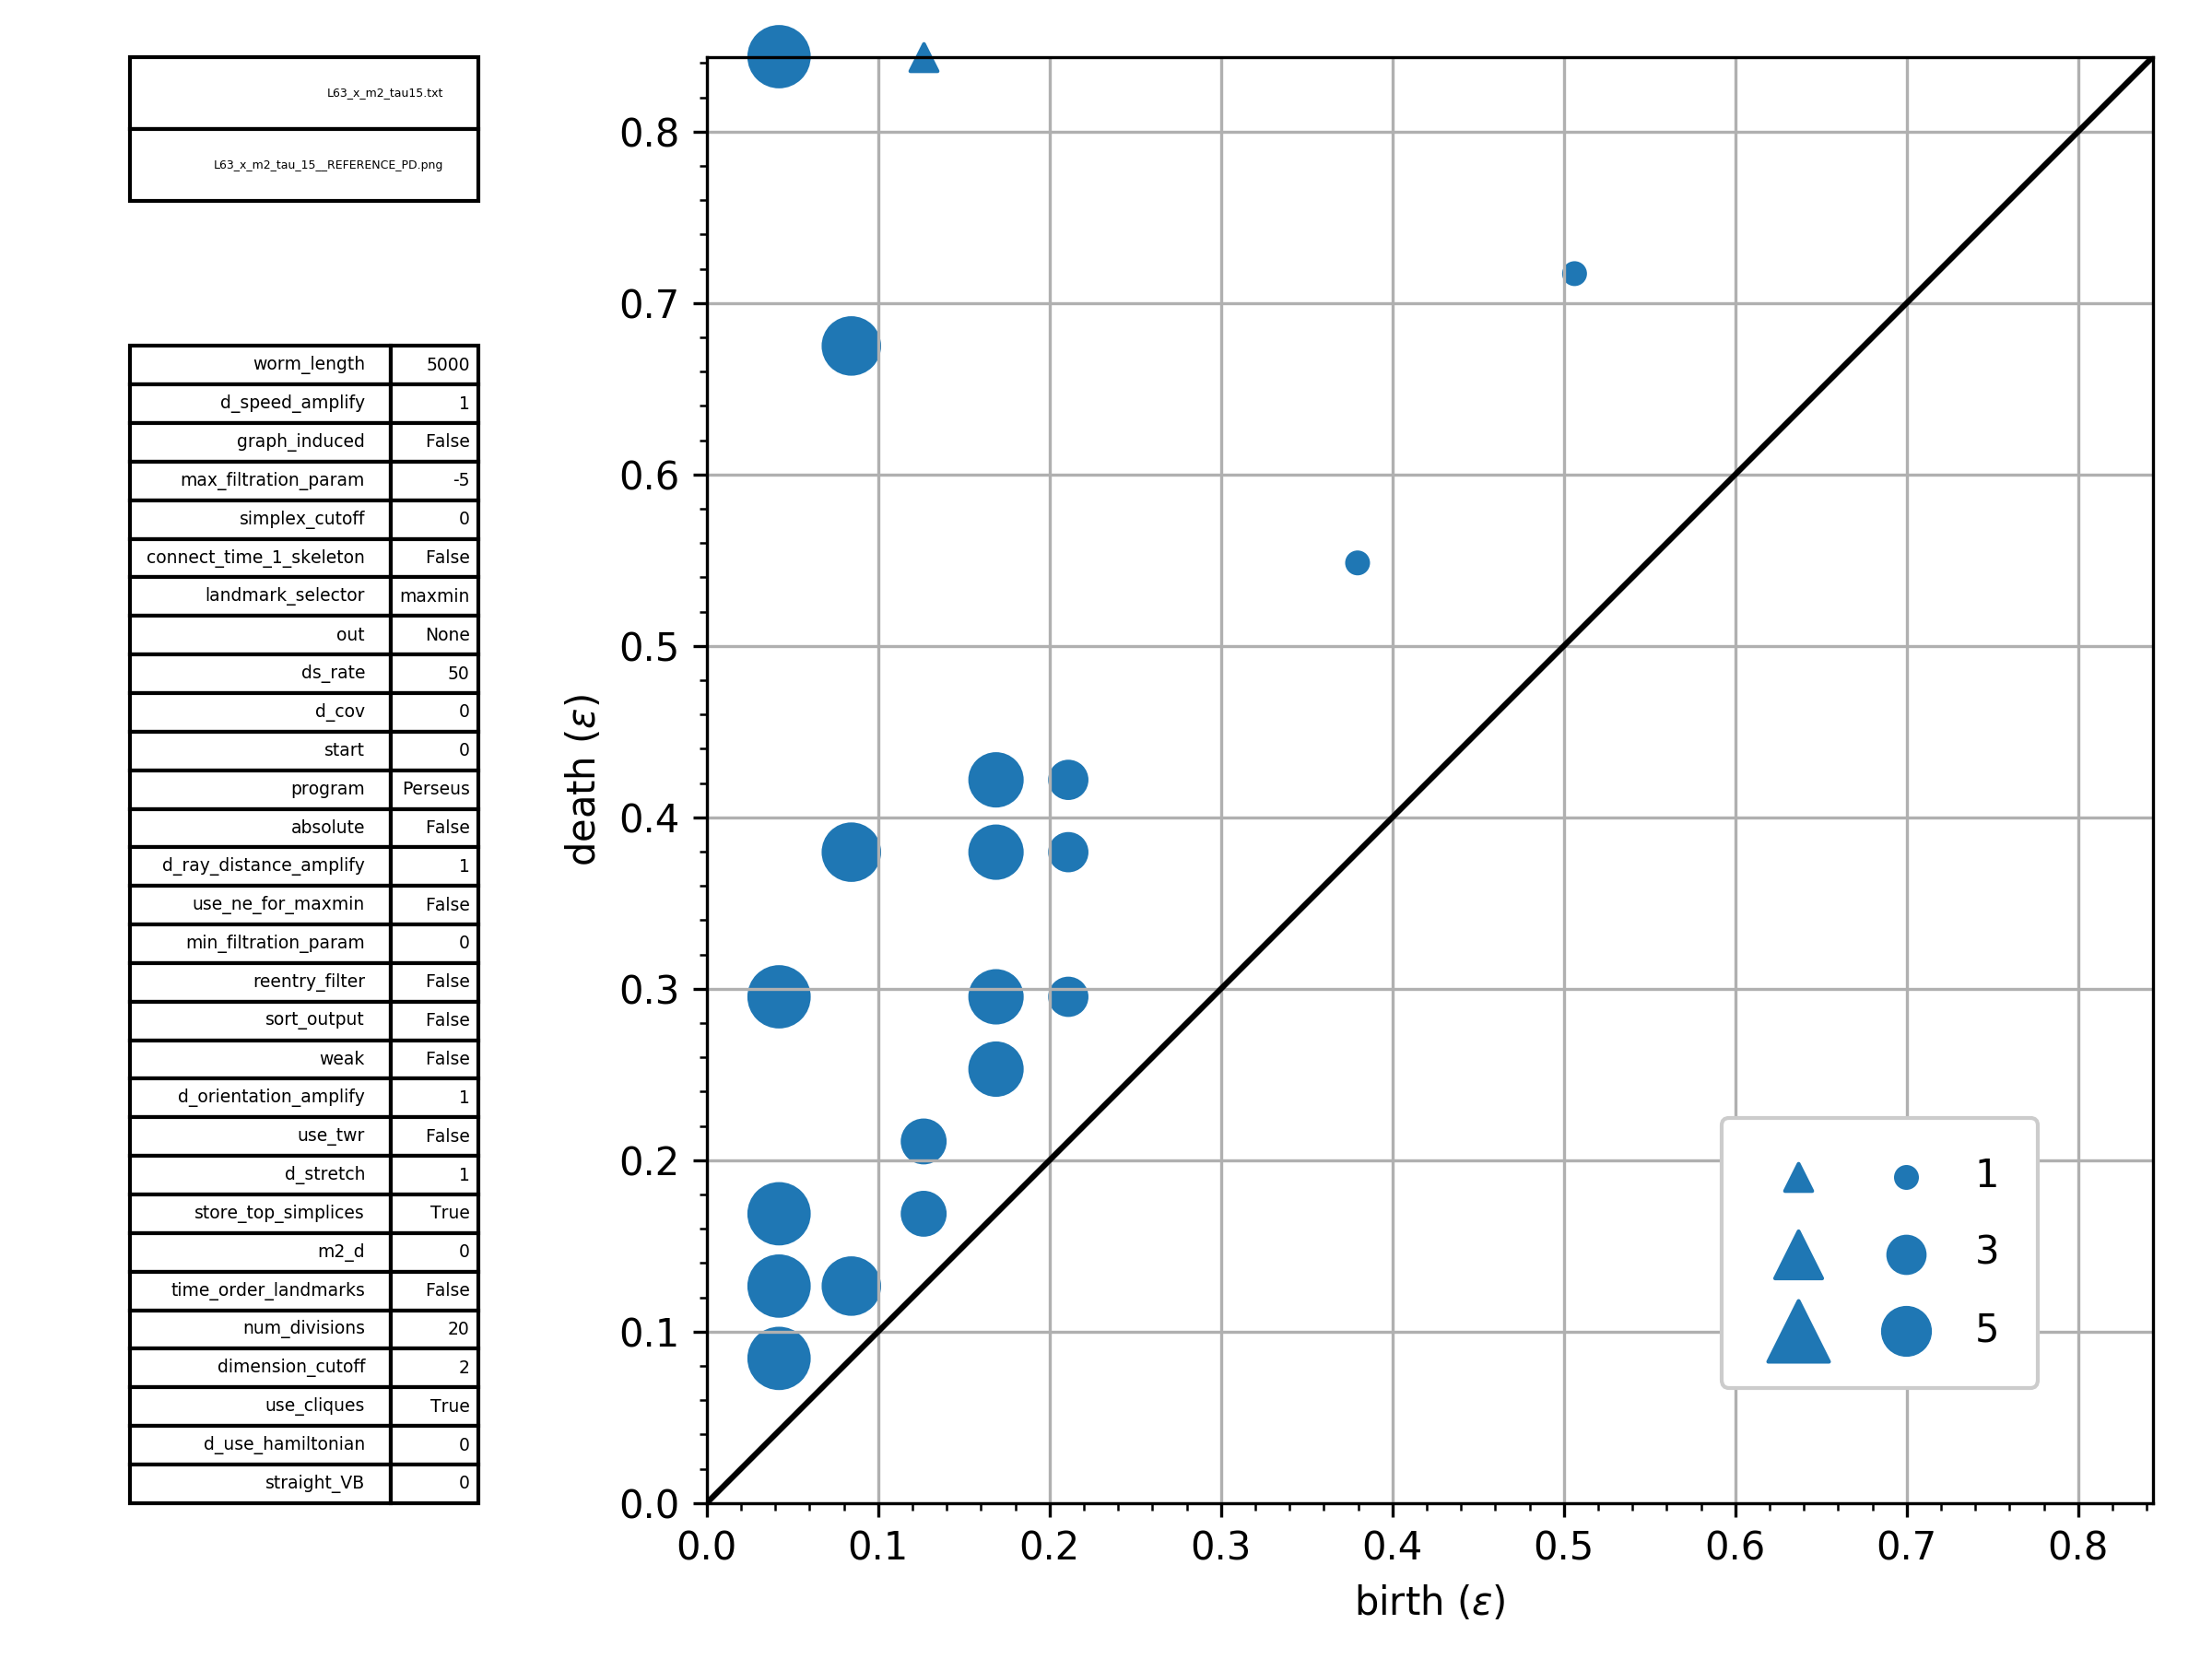 L63_x_m2_tau15.txt
L63_x_m2_tau_15__REFERENCE_PD.png
worm_length 5000
d_speed_amplify 1
graph_induced False
max_filtration_param -5
simplex_cutoff 0
connect_time_1_skeleton False
landmark_selector maxmin
out None
ds_rate 50
d_cov 0
start 0
program Perseus
absolute False
d_ray_distance_amplify 1
use_ne_for_maxmin False
min_filtration_param 0
reentry_filter False
sort_output False
weak False
d_orientation_amplify 1
use_twr False
d_stretch 1
store_top_simplices True
m2_d 0
time_order_landmarks False
num_divisions 20
dimension_cutoff 2
use_cliques True
d_use_hamiltonian 0
straight_VB 0
death (ε)
0.8
0.7
0.6
0.5
0.4
0.3
0.2
0.1
0.0
0.0 0.1 0.2 0.3 0.4 0.5 0.6 0.7 0.8
birth (ε)
1
3
5